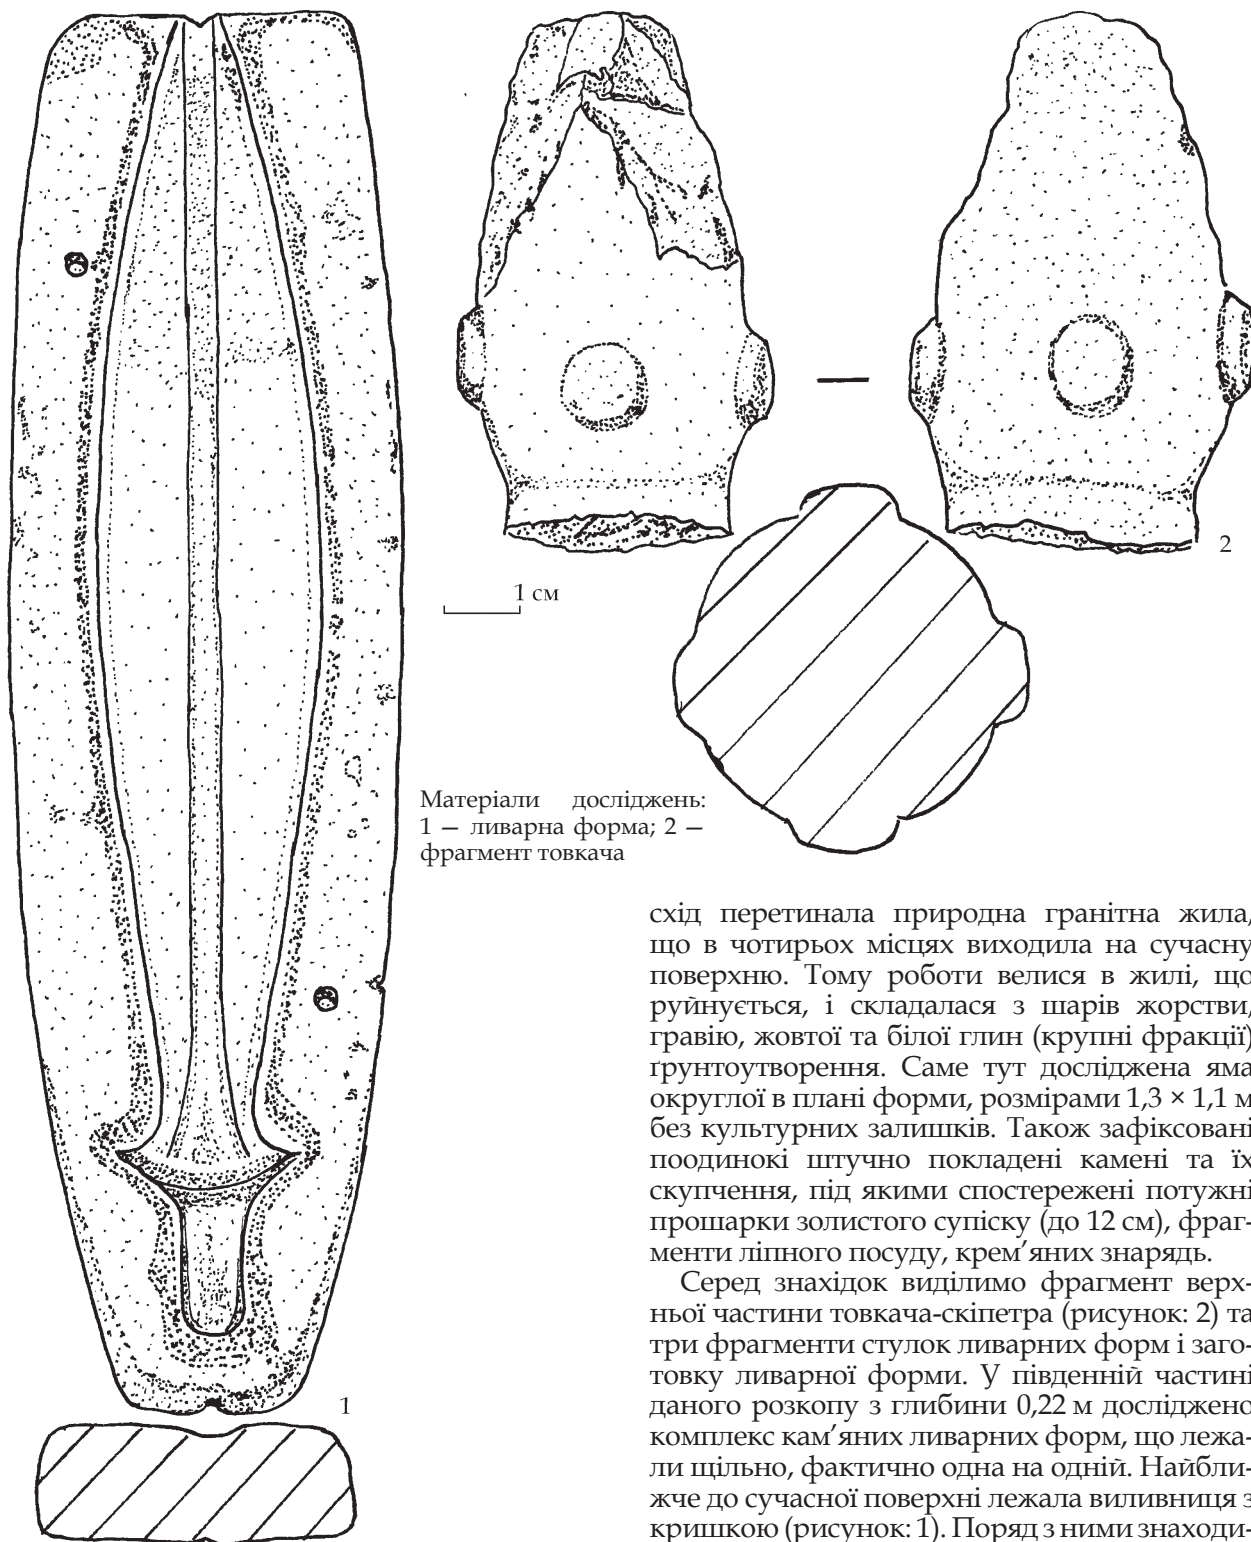 2
1 см
Матеріали досліджень:
1 — ливарна форма; 2 —
фрагмент товкача
1
схід перетинала природна гранітна жила,
що в чотирьох місцях виходила на сучасну
поверхню. Тому роботи велися в жилі, що
руйнується, і складалася з шарів жорстви,
гравію, жовтої та білої глин (крупні фракції)
ґрунтоутворення. Саме тут досліджена яма
округлої в плані форми, розмірами 1,3 × 1,1 м
без культурних залишків. Також зафіксовані
поодинокі штучно покладені камені та їх
скупчення, під якими спостережені потужні
прошарки золистого супіску (до 12 см), фраг-
менти ліпного посуду, крем’яних знарядь.
Серед знахідок виділимо фрагмент верх-
ньої частини товкача-скіпетра (рисунок: 2) та
три фрагменти стулок ливарних форм і заго-
товку ливарної форми. У південній частині
даного розкопу з глибини 0,22 м досліджено
комплекс кам’яних ливарних форм, що лежа-
ли щільно, фактично одна на одній. Найбли-
жче до сучасної поверхні лежала виливниця з
кришкою (рисунок: 1). Поряд з ними знаходи-